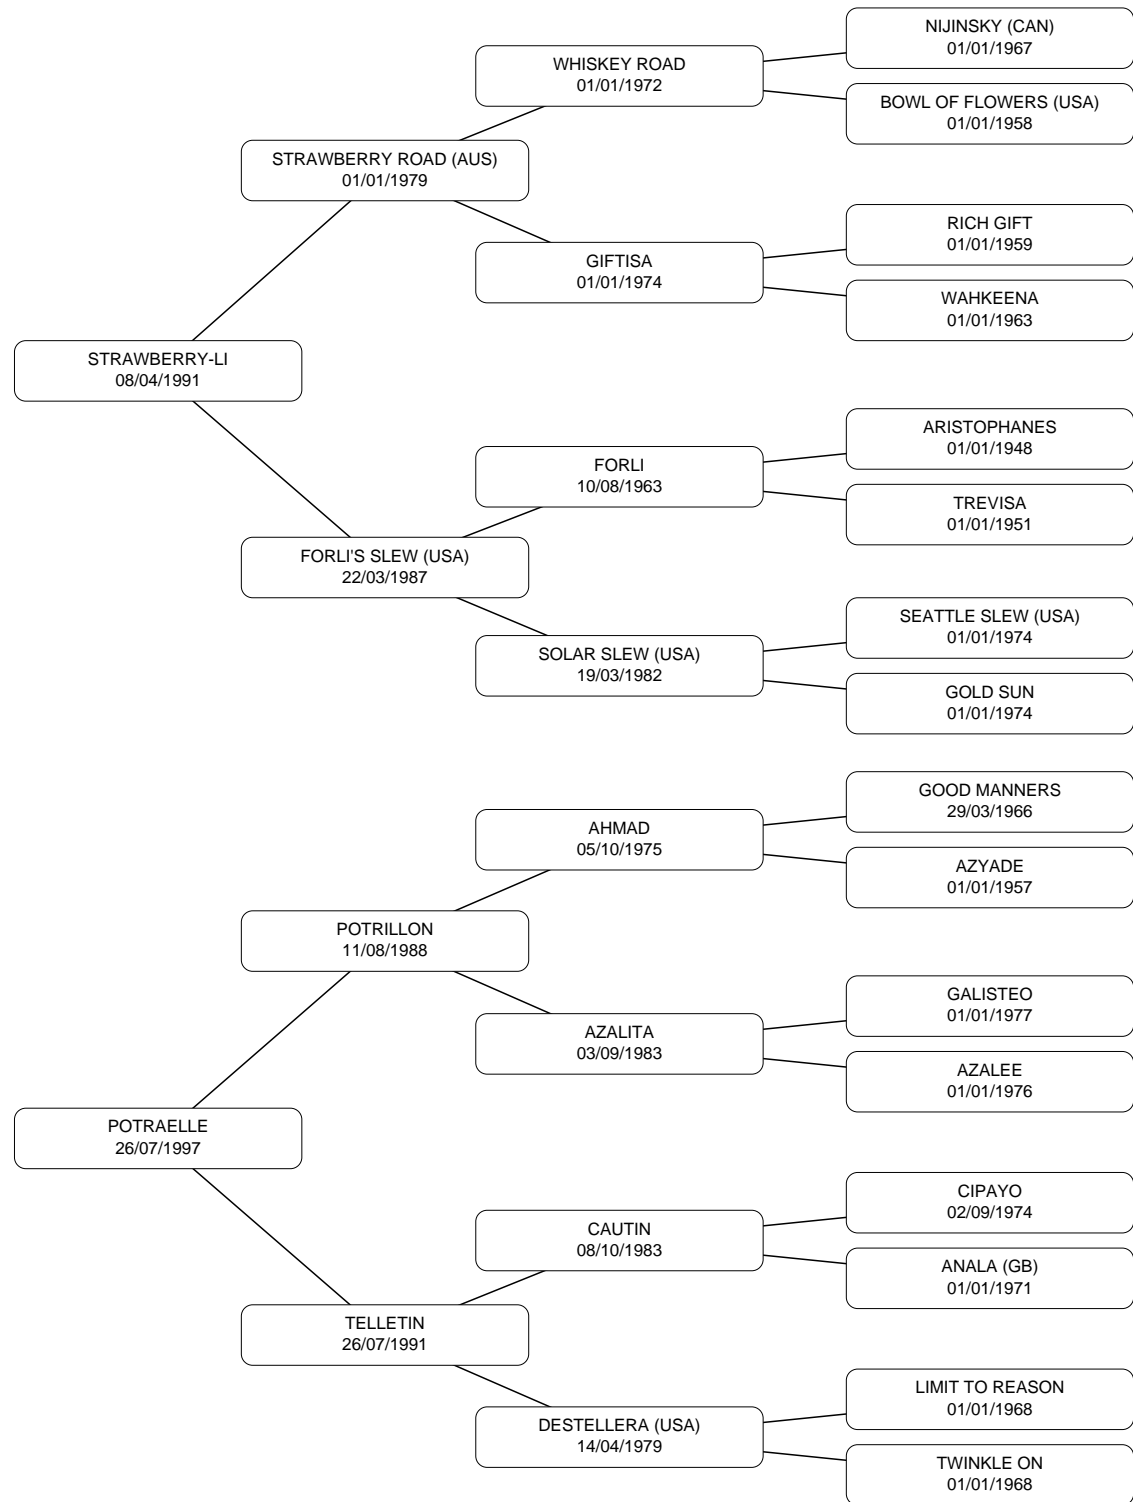 NIJINSKY (CAN)
01/01/1967
WHISKEY ROAD
01/01/1972
BOWL OF FLOWERS (USA)
01/01/1958
STRAWBERRY ROAD (AUS)
01/01/1979
RICH GIFT
01/01/1959
GIFTISA
01/01/1974
WAHKEENA
01/01/1963
STRAWBERRY-LI
08/04/1991
ARISTOPHANES
01/01/1948
FORLI
10/08/1963
TREVISA
01/01/1951
FORLI'S SLEW (USA)
22/03/1987
SEATTLE SLEW (USA)
01/01/1974
SOLAR SLEW (USA)
19/03/1982
GOLD SUN
01/01/1974
GOOD MANNERS
29/03/1966
AHMAD
05/10/1975
AZYADE
01/01/1957
POTRILLON
11/08/1988
GALISTEO
01/01/1977
AZALITA
03/09/1983
AZALEE
01/01/1976
POTRAELLE
26/07/1997
CIPAYO
02/09/1974
CAUTIN
08/10/1983
ANALA (GB)
01/01/1971
TELLETIN
26/07/1991
LIMIT TO REASON
01/01/1968
DESTELLERA (USA)
14/04/1979
TWINKLE ON
01/01/1968